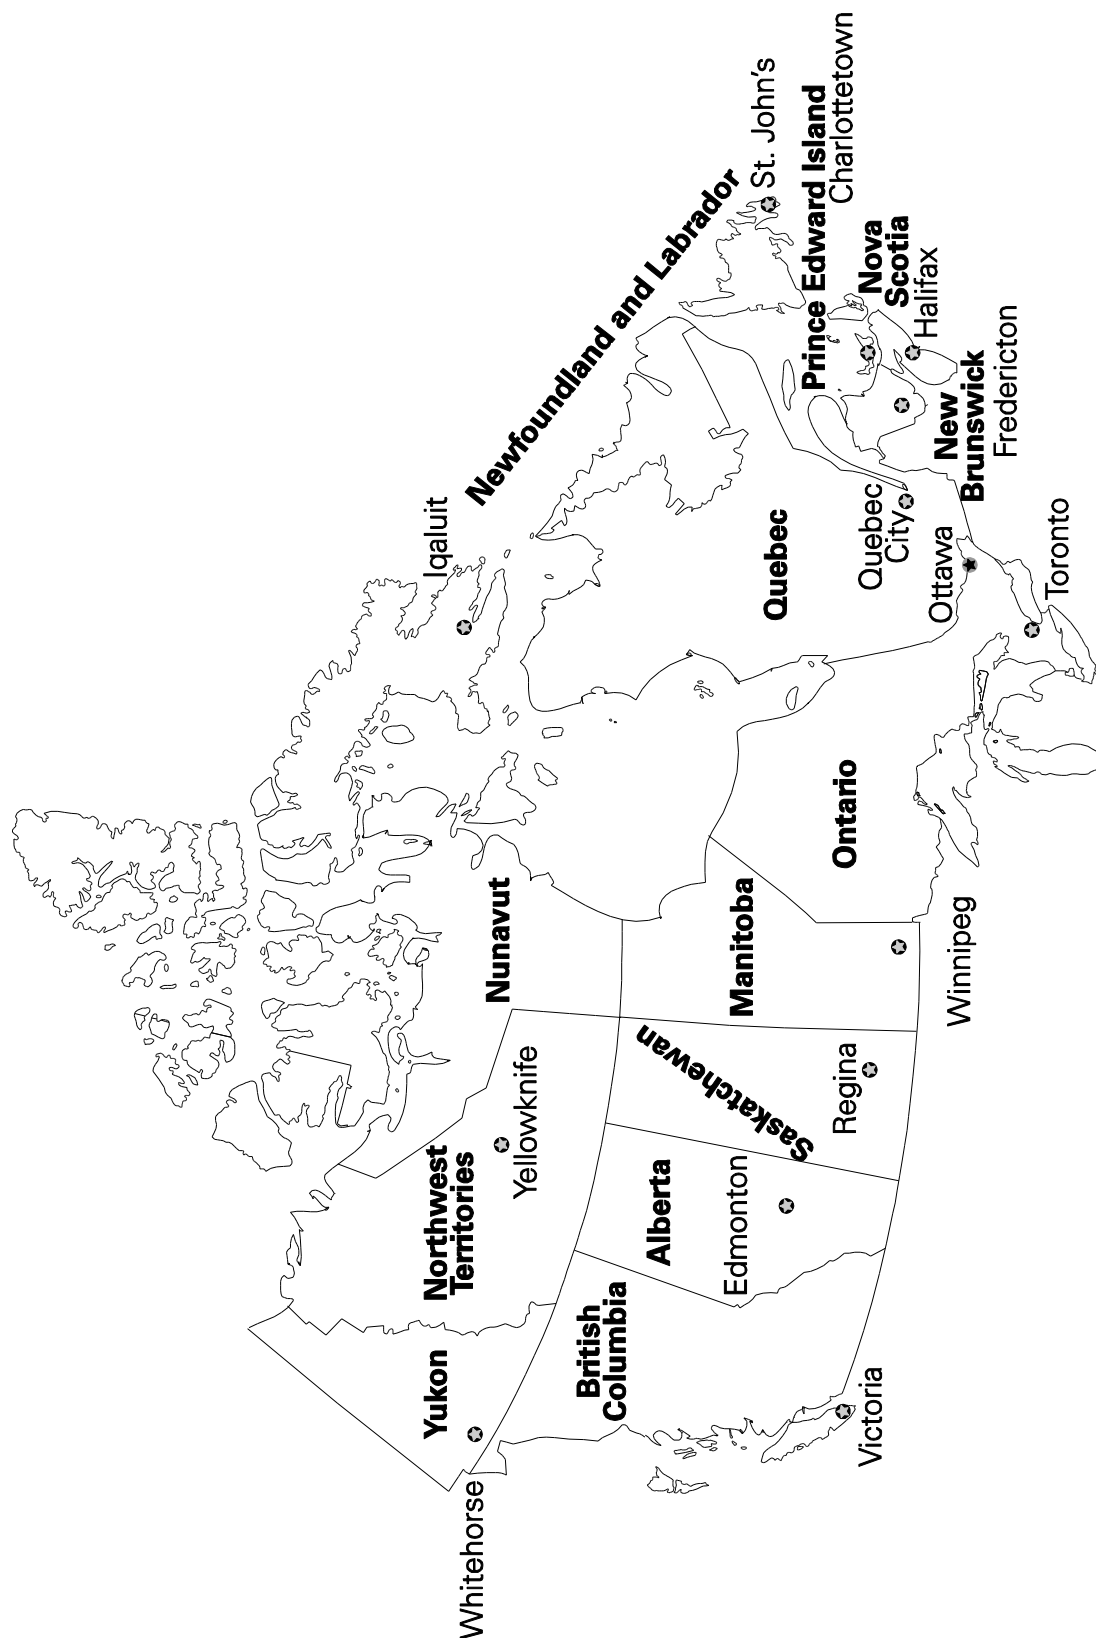 Whitehorse
Yukon
Northwest
Territories
Yellowknife
Nunavut
Iqaluit
British
Columbia
Victoria
Alberta
Edmonton
Saskatchewan
Regina
Manitoba
Winnipeg
Ontario
Toronto
Ottawa
Quebec
Quebec
City
Newfoundland and Labrador
St. John's
Prince Edward Island
Charlottetown
Nova
Scotia
Halifax
New
Brunswick
Fredericton